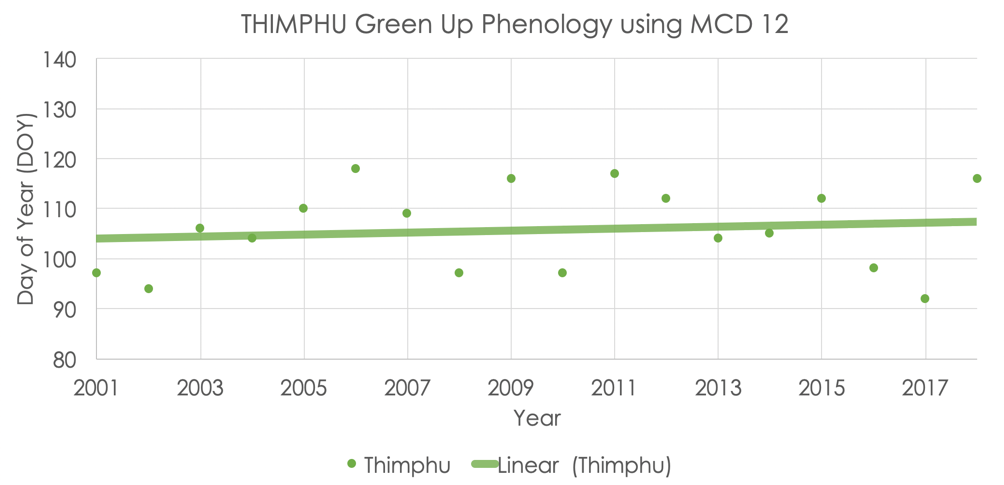 THIMPHU Green Up Phenology using MCD 12
Day of Year (DOY)
140
130
120
110
100
90
80
2001 2003 2005 2007 2009 2011 2013 2015 2017
Year
Thimphu Linear (Thimphu)